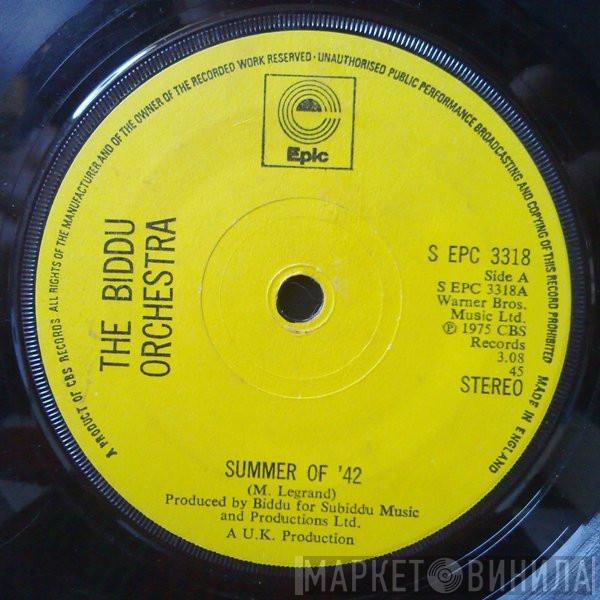 A PRODUCT OF CBS RECORDS ALL RIGHTS OF THE MANUFACTURER AND OF THE OWNER OF THE RECORDED WORK RESERVED · UNAUTHORISED PUBLIC PERFORMANCE BROADCASTING AND COPYING OF THIS RECORD PROHIBITED MADE IN ENGLAND
Epic
THE BIDDU
ORCHESTRA
S EPC 3318
Side A
S EPC 3318A
Warner Bros.
Music Ltd.
℗ 1975 CBS
Records
3.08
45
STEREO
SUMMER OF '42
(M. Legrand)
Produced by Biddu for Subiddu Music
and Productions Ltd.
A U.K. Production
МАРКЕТ ВИНИЛА